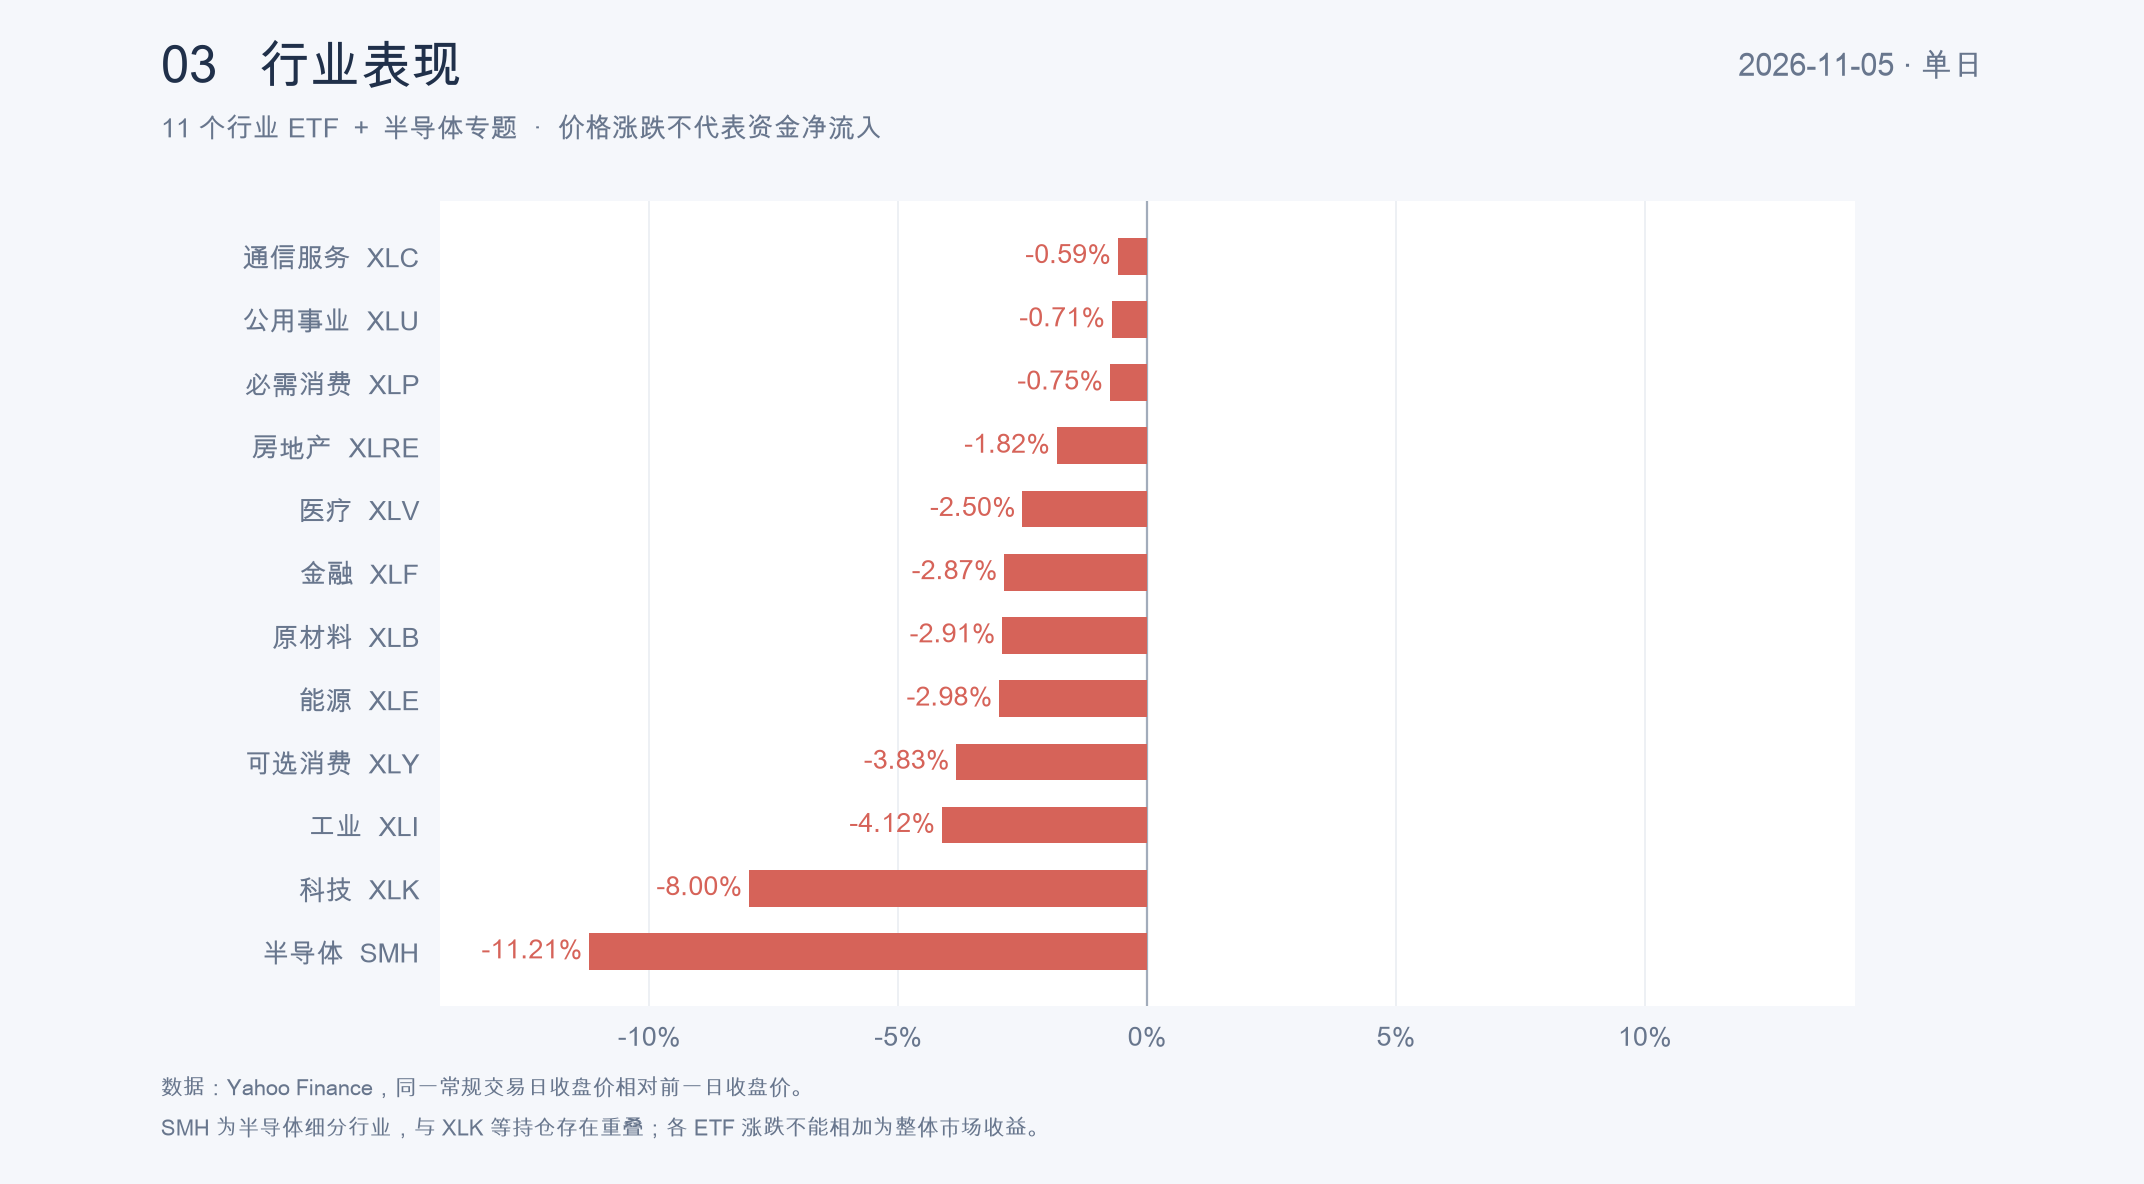 03 行业表现
2026-11-05 · 单日
11 个行业 ETF + 半导体专题 · 价格涨跌不代表资金净流入
通信服务 XLC -0.59%
公用事业 XLU -0.71%
必需消费 XLP -0.75%
房地产 XLRE -1.82%
医疗 XLV -2.50%
金融 XLF -2.87%
原材料 XLB -2.91%
能源 XLE -2.98%
可选消费 XLY -3.83%
工业 XLI -4.12%
科技 XLK -8.00%
半导体 SMH -11.21%
-10% -5% 0% 5% 10%
数据：Yahoo Finance，同一常规交易日收盘价相对前一日收盘价。
SMH 为半导体细分行业，与 XLK 等持仓存在重叠；各 ETF 涨跌不能相加为整体市场收益。